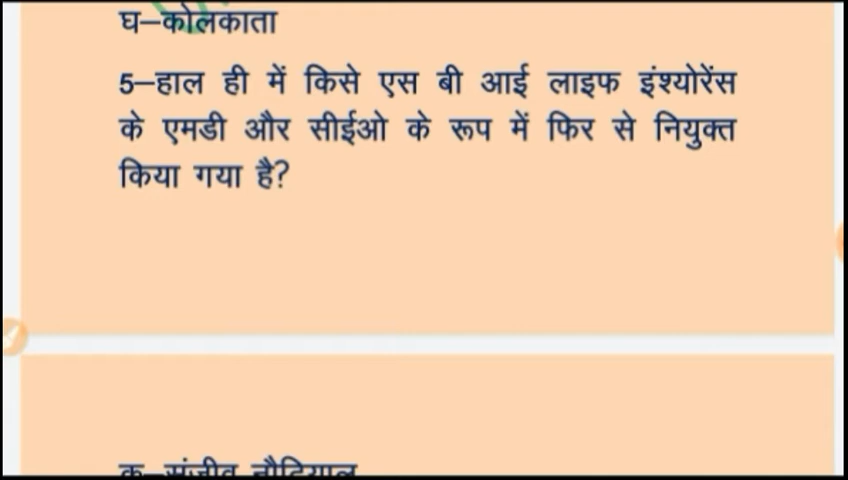 घ–कोलकाता
5–हाल ही में किसे एस बी आई लाइफ इंश्योरेंस
के एमडी और सीईओ के रूप में फिर से नियुक्त
किया गया है?
क–संजीव नौटियाल